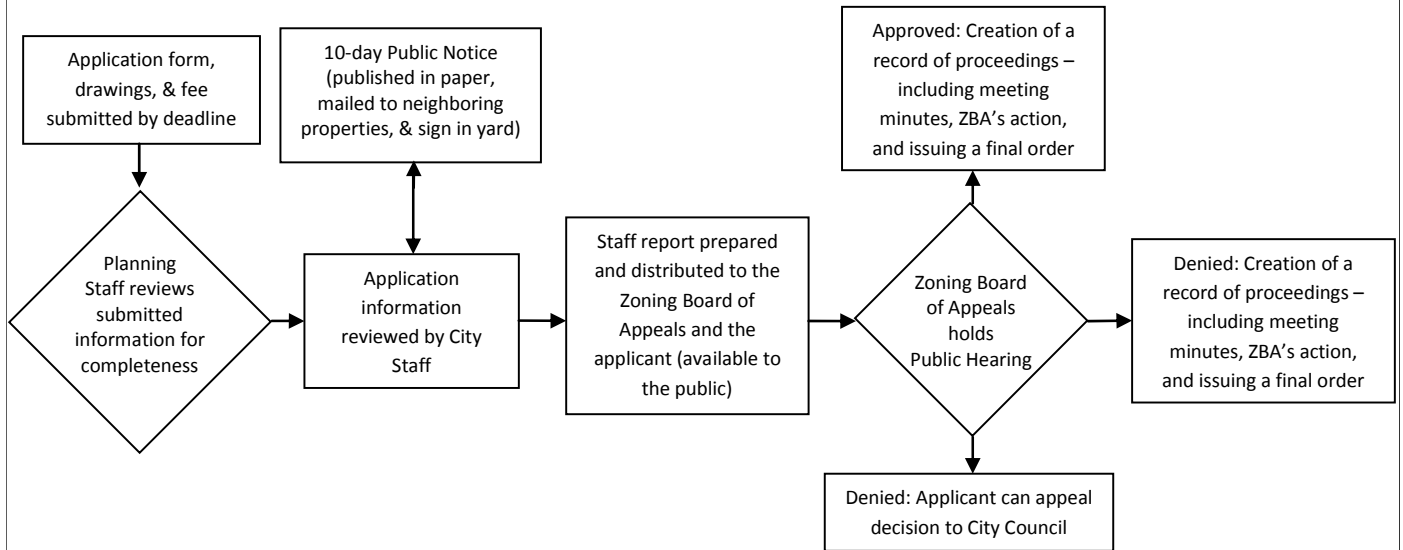 Application form,
drawings, & fee
submitted by deadline
10-day Public Notice
(published in paper,
mailed to neighboring
properties, & sign in yard)
Approved: Creation of a
record of proceedings –
including meeting
minutes, ZBA’s action,
and issuing a final order
Planning
Staff reviews
submitted
information for
completeness
Application
information
reviewed by City
Staff
Staff report prepared
and distributed to the
Zoning Board of
Appeals and the
applicant (available to
the public)
Zoning Board
of Appeals
holds
Public Hearing
Denied: Creation of a
record of proceedings –
including meeting
minutes, ZBA’s action,
and issuing a final order
Denied: Applicant can appeal
decision to City Council